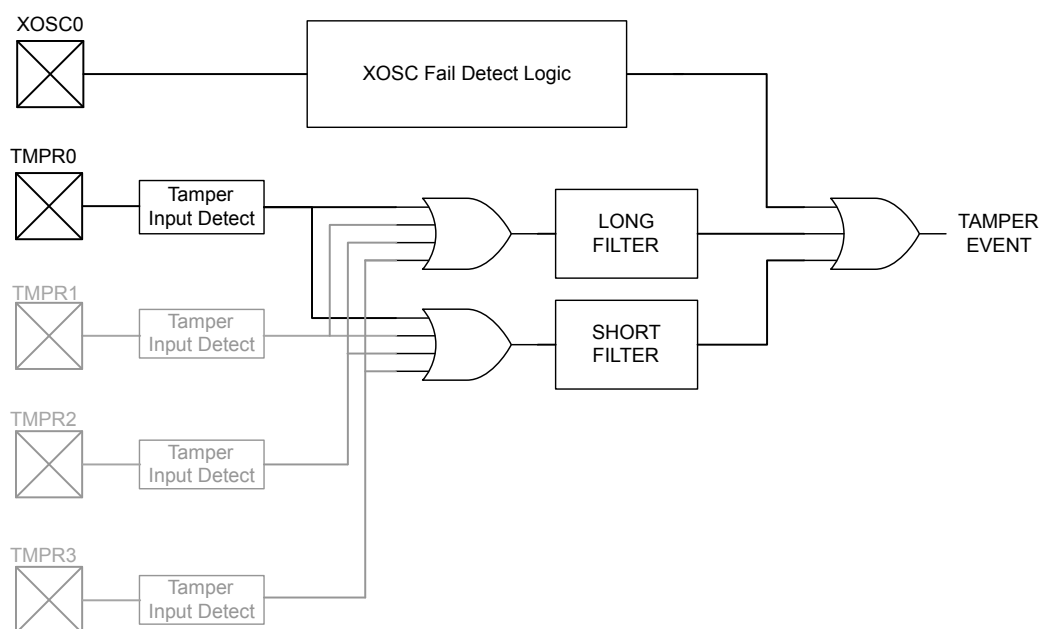 XOSC0
XOSC Fail Detect Logic
TMPR0
Tamper
Input Detect
LONG
FILTER
TAMPER
EVENT
TMPR1
Tamper
Input Detect
SHORT
FILTER
TMPR2
Tamper
Input Detect
TMPR3
Tamper
Input Detect